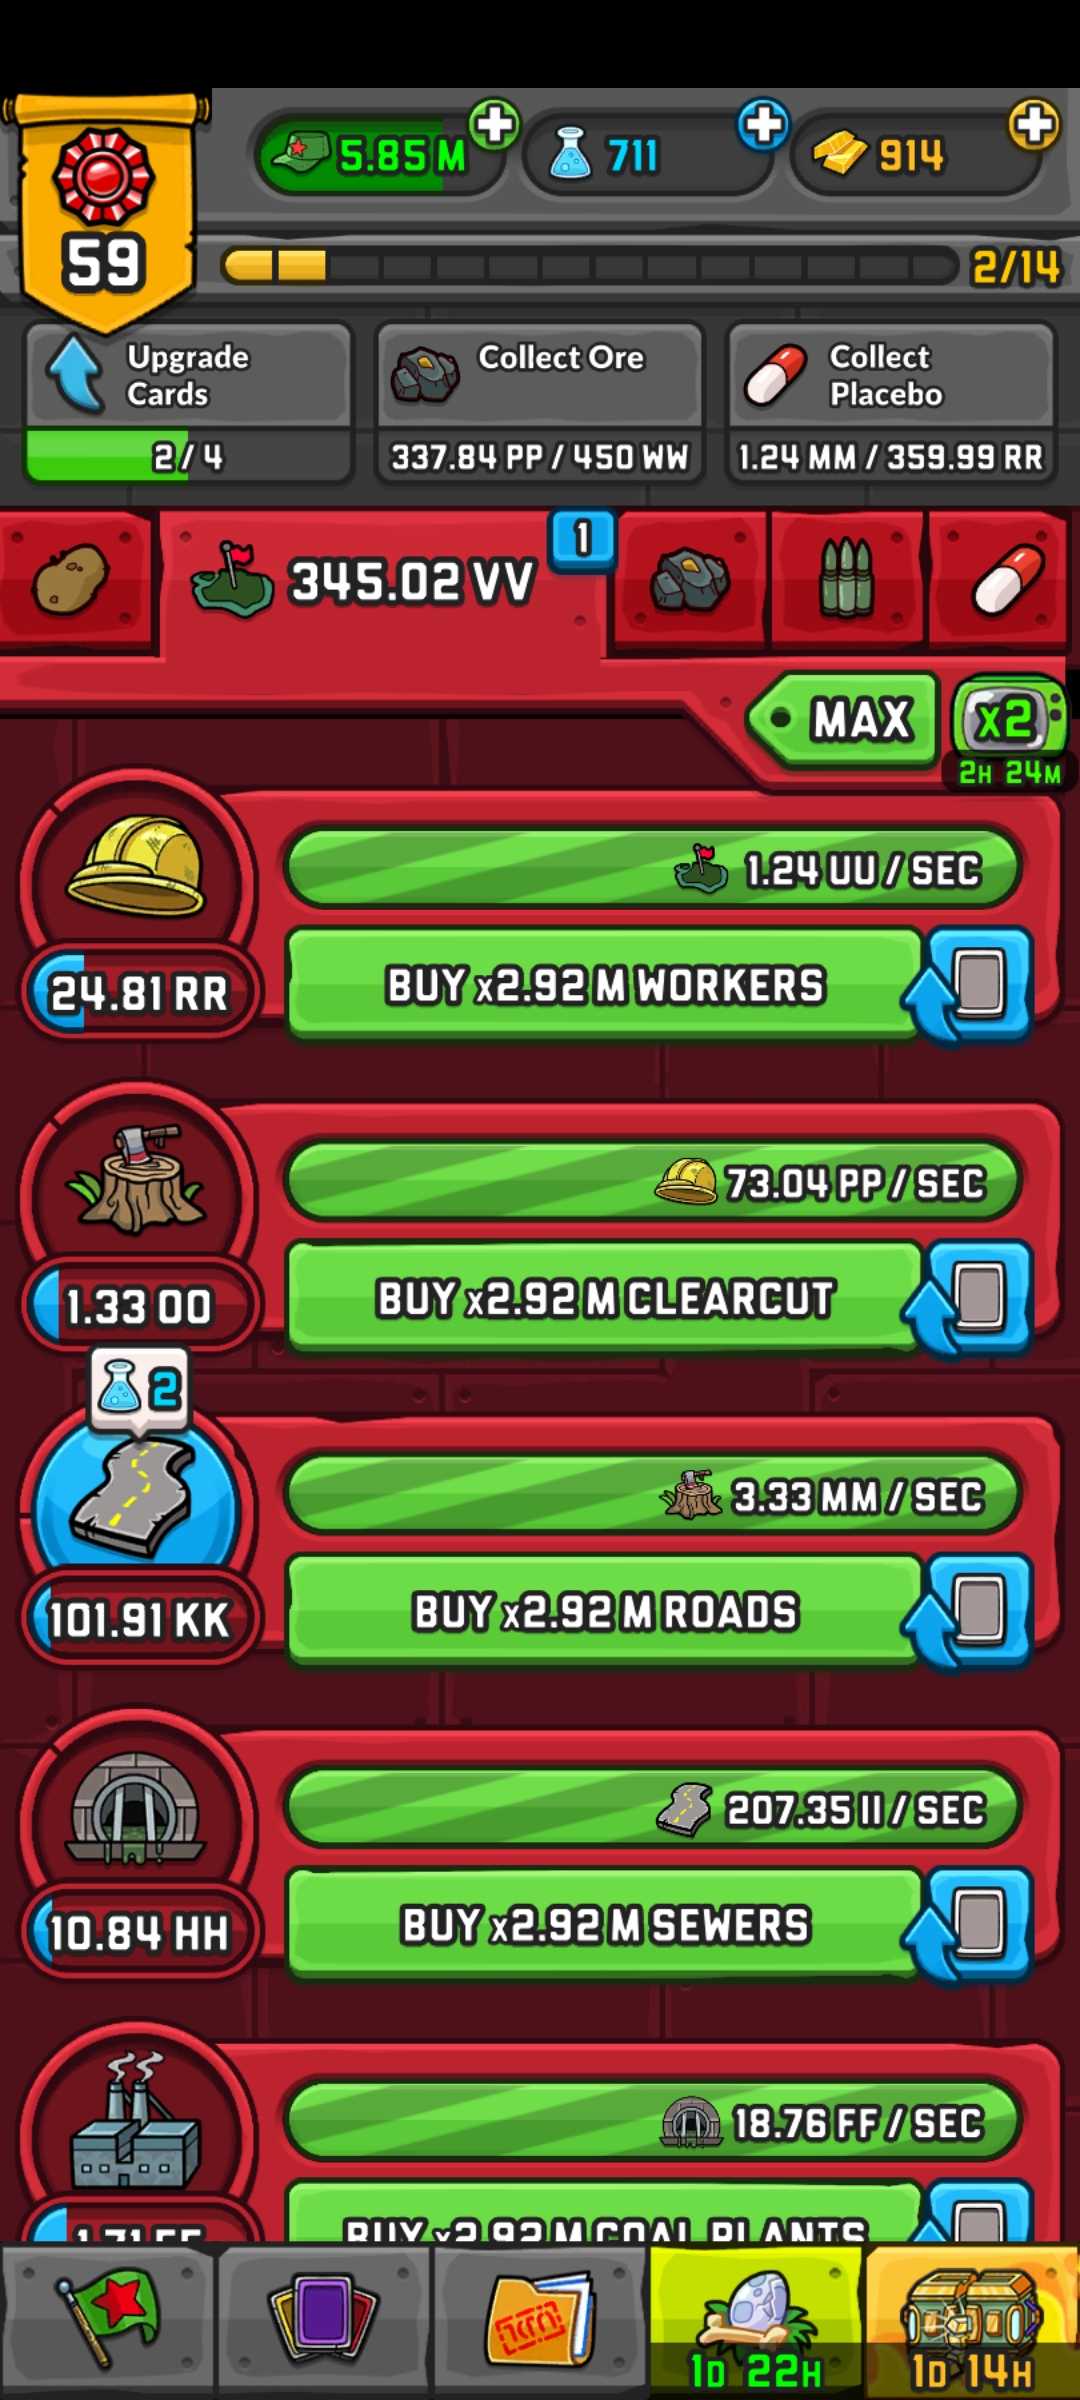 5.85 M
711
914
59
2/14
Upgrade
Cards
2 / 4
Collect Ore
337.84 PP / 450 WW
Collect
Placebo
1.24 MM / 359.99 RR
345.02 VV
1
MAX
x2
2H 24M
1.24 UU / SEC
24.81 RR
BUY x2.92 M WORKERS
73.04 PP / SEC
1.33 OO
BUY x2.92 M CLEARCUT
2
3.33 MM / SEC
101.91 KK
BUY x2.92 M ROADS
207.35 II / SEC
10.84 HH
BUY x2.92 M SEWERS
18.76 FF / SEC
BUY x2.92 M COAL PLANTS
1D 22H
1D 14H